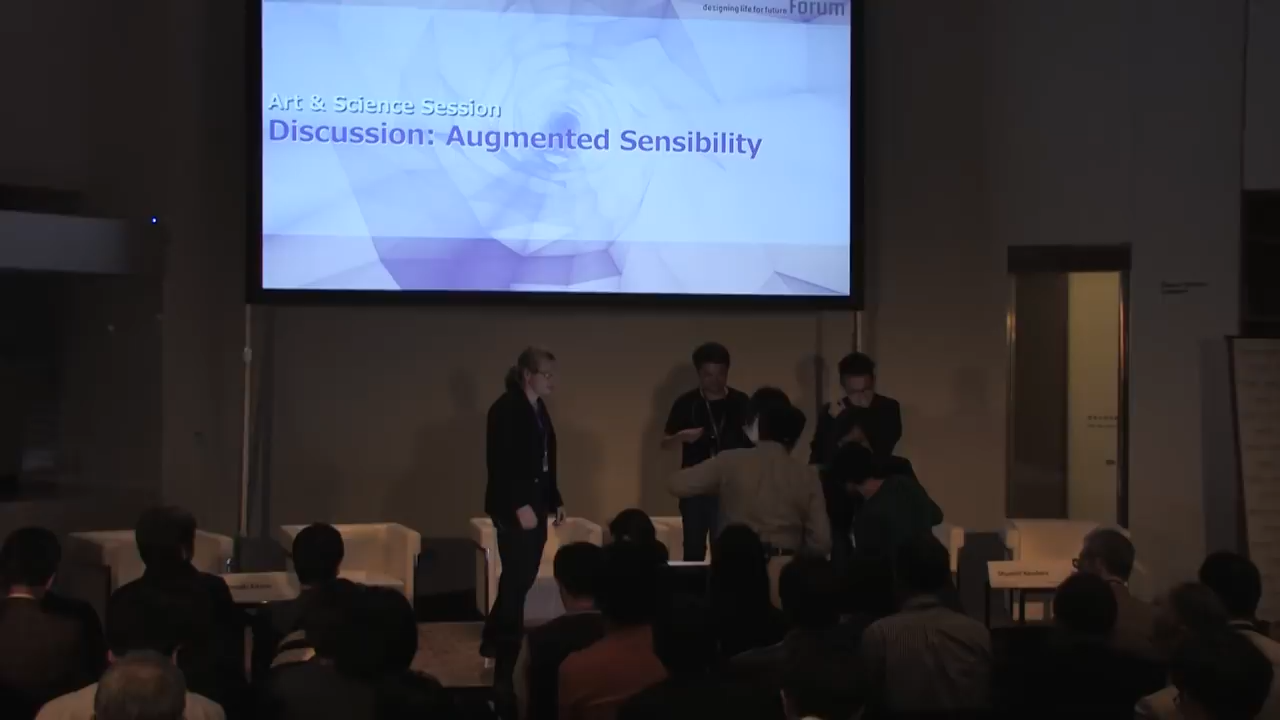 designing life for future Forum
Art & Science Session
Discussion: Augmented Sensibility